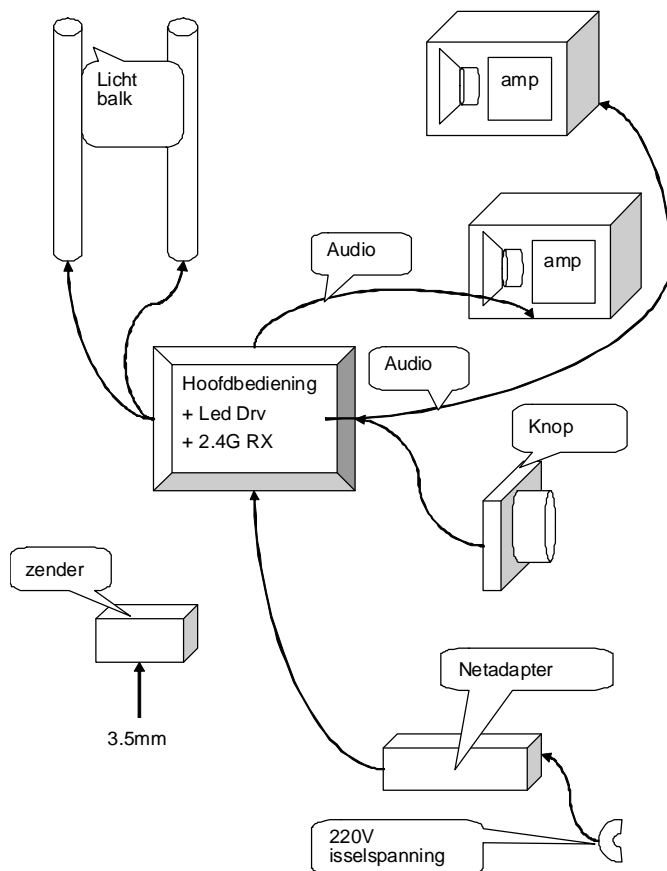 Licht
balk
amp
amp
Audio
Audio
Hoofdbediening
+ Led Drv
+ 2.4G RX
Knop
zender
3.5mm
Netadapter
220V
isselspanning